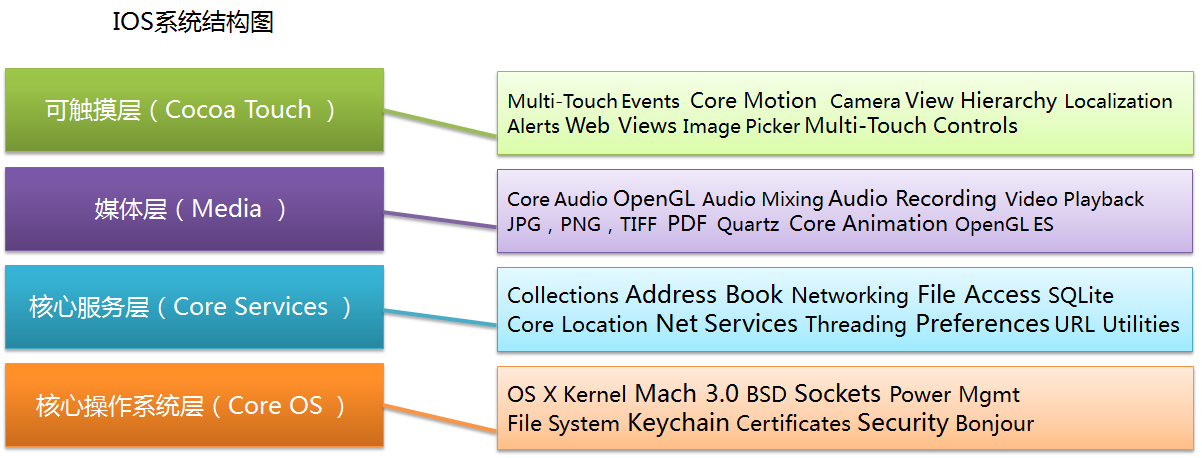 IOS系统结构图
可触摸层（Cocoa Touch ）
Multi-Touch Events Core Motion Camera View Hierarchy Localization
Alerts Web Views Image Picker Multi-Touch Controls
媒体层（Media ）
Core Audio OpenGL Audio Mixing Audio Recording Video Playback
JPG，PNG，TIFF PDF Quartz Core Animation OpenGL ES
核心服务层（Core Services ）
Collections Address Book Networking File Access SQLite
Core Location Net Services Threading Preferences URL Utilities
核心操作系统层（Core OS ）
OS X Kernel Mach 3.0 BSD Sockets Power Mgmt
File System Keychain Certificates Security Bonjour